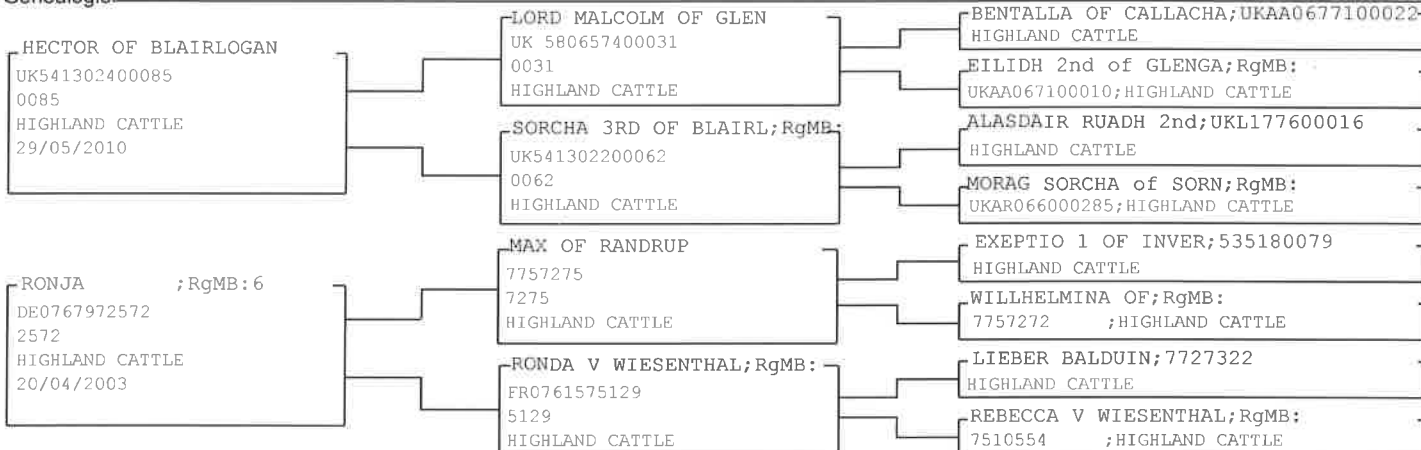 HECTOR OF BLAIRLOGAN
UK541302400085
0085
HIGHLAND CATTLE
29/05/2010
RONJA ;RgMB:6
DE0767972572
2572
HIGHLAND CATTLE
20/04/2003
LORD MALCOLM OF GLEN
UK 580657400031
0031
HIGHLAND CATTLE
SORCHA 3RD OF BLAIRL;RgMB:
UK541302200062
0062
HIGHLAND CATTLE
MAX OF RANDRUP
7757275
7275
HIGHLAND CATTLE
RONDA V WIESENTHAL;RgMB:
FR0761575129
5129
HIGHLAND CATTLE
BENTALLA OF CALLACHA;UKAA0677100022
HIGHLAND CATTLE
EILIDH 2nd of GLENGA;RgMB:
UKAA067100010;HIGHLAND CATTLE
ALASDAIR RUADH 2nd;UKL177600016
HIGHLAND CATTLE
MORAG SORCHA of SORN;RgMB:
UKAR066000285;HIGHLAND CATTLE
EXEPTIO 1 OF INVER;535180079
HIGHLAND CATTLE
WILLHELMINA OF;RgMB:
7757272 ;HIGHLAND CATTLE
LIEBER BALDUIN;7727322
HIGHLAND CATTLE
REBECCA V WIESENTHAL;RgMB:
7510554 ;HIGHLAND CATTLE